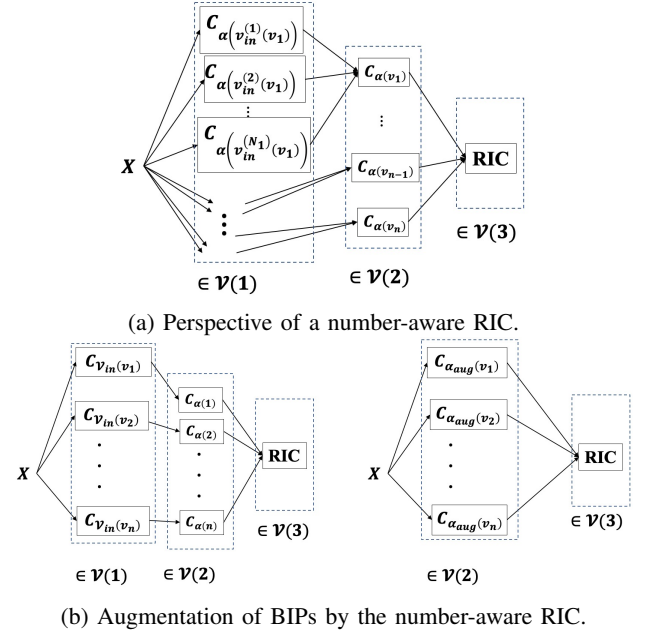 C_{α(v_{in}^{(1)}(v_1))}
C_{α(v_{in}^{(2)}(v_1))}
⋮
C_{α(v_{in}^{(N_1)}(v_1))}
X
⋮
C_{α(v_1)}
⋮
C_{α(v_{n-1})}
C_{α(v_n)}
RIC
∈ 𝒱(1)
∈ 𝒱(2)
∈ 𝒱(3)
(a) Perspective of a number-aware RIC.
X
C_{𝒱_{in}(v_1)}
C_{𝒱_{in}(v_2)}
C_{𝒱_{in}(v_n)}
C_{α(1)}
C_{α(2)}
C_{α(n)}
RIC
∈ 𝒱(1)
∈ 𝒱(2)
∈ 𝒱(3)
X
C_{α_{aug}(v_1)}
C_{α_{aug}(v_2)}
C_{α_{aug}(v_n)}
RIC
∈ 𝒱(2)
∈ 𝒱(3)
(b) Augmentation of BIPs by the number-aware RIC.